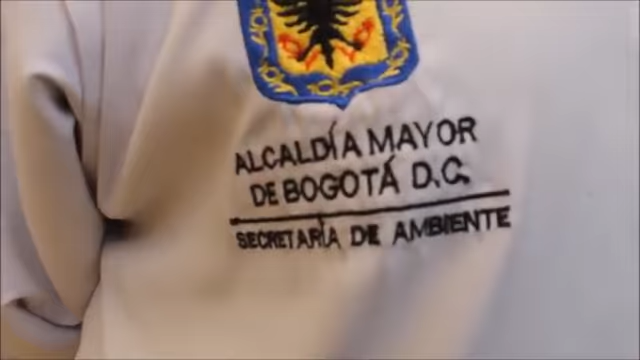 ALCALDÍA MAYOR
DE BOGOTÁ D.C.
SECRETARÍA DE AMBIENTE